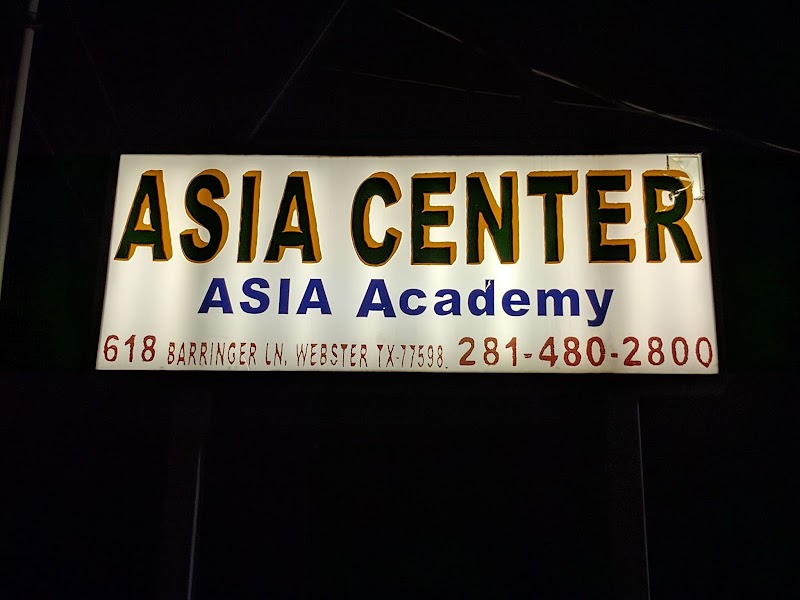 ASIA CENTER
ASIA Academy
618 BARRINGER LN. WEBSTER TX-77598. 281-480-2800